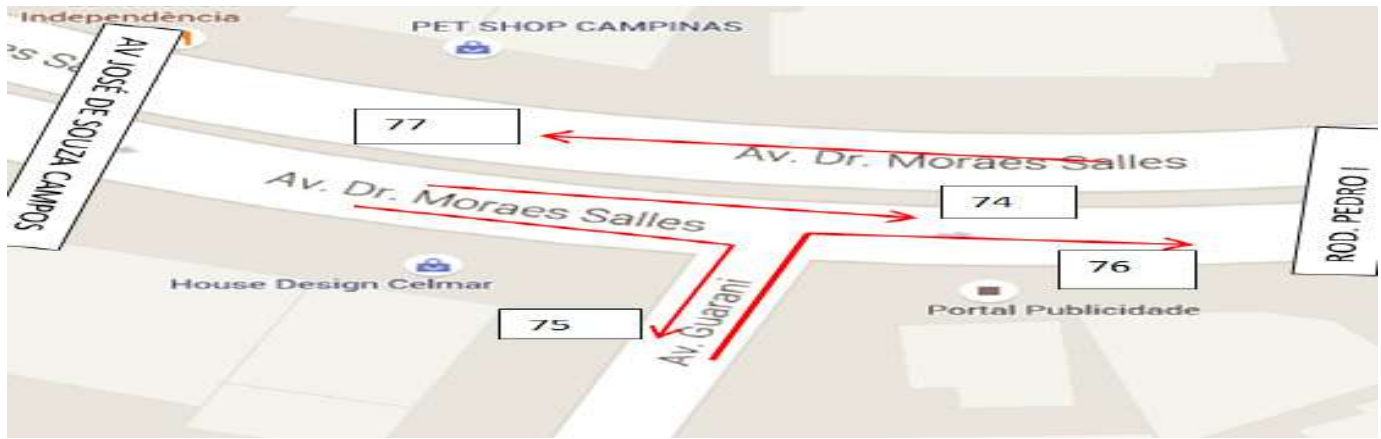 Independência
PET SHOP CAMPINAS
AV JOSÉ DE SOUZA CAMPOS
77
Av. Dr. Moraes Salles
ROD. PEDRO I
Av. Dr. Moraes Salles
74
76
House Design Celmar
75
Av. Guarani
Portal Publicidade